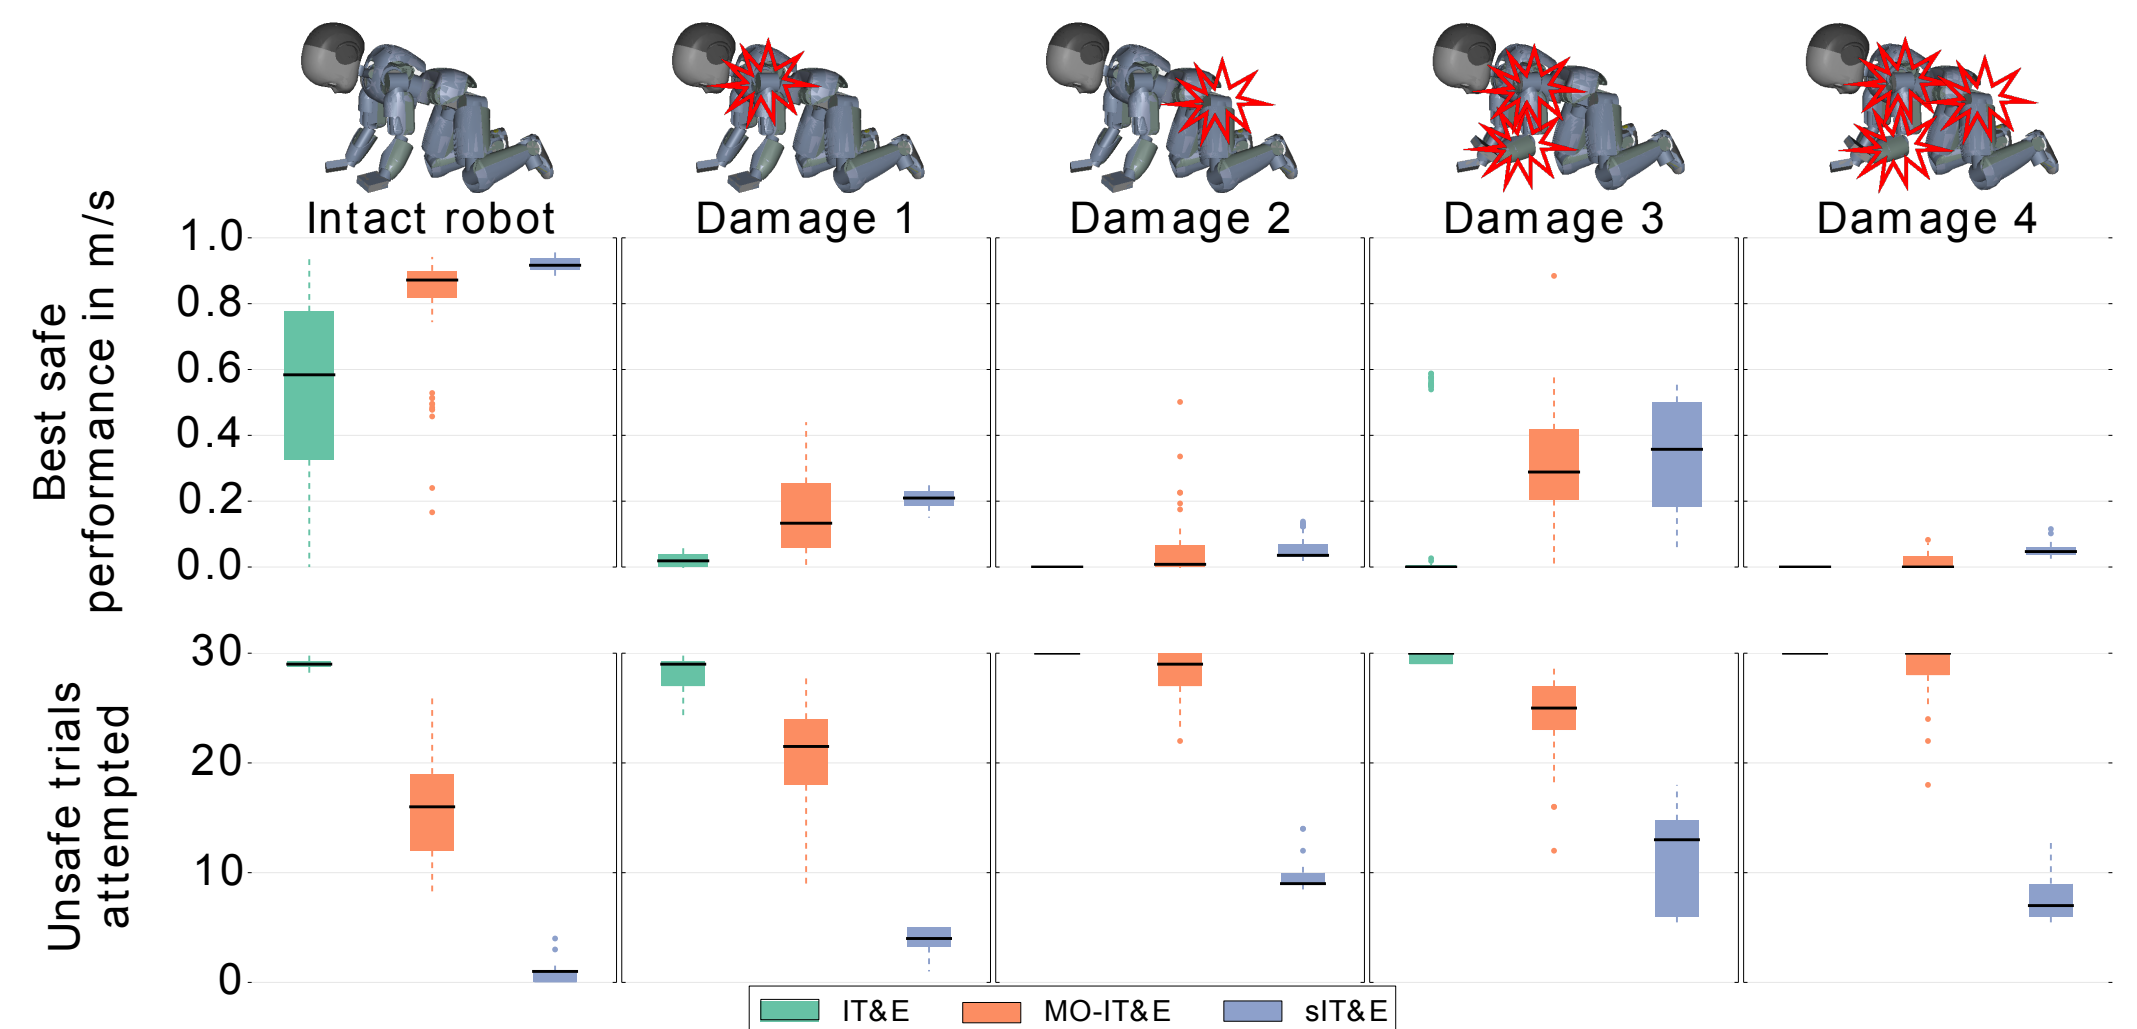 Intact robot
Damage 1
Damage 2
Damage 3
Damage 4
Best safe
performance in m/s
1.0
0.8
0.6
0.4
0.2
0.0
Unsafe trials
attempted
30
20
10
0
IT&E
MO-IT&E
sIT&E